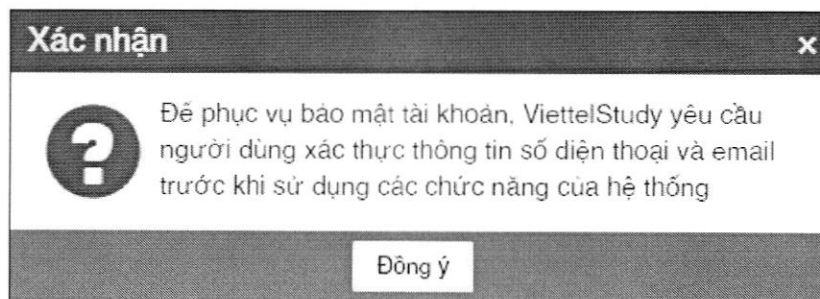 Xác nhận
×
Để phục vụ bảo mật tài khoản, ViettelStudy yêu cầu
người dùng xác thực thông tin số điện thoại và email
trước khi sử dụng các chức năng của hệ thống
Đồng ý